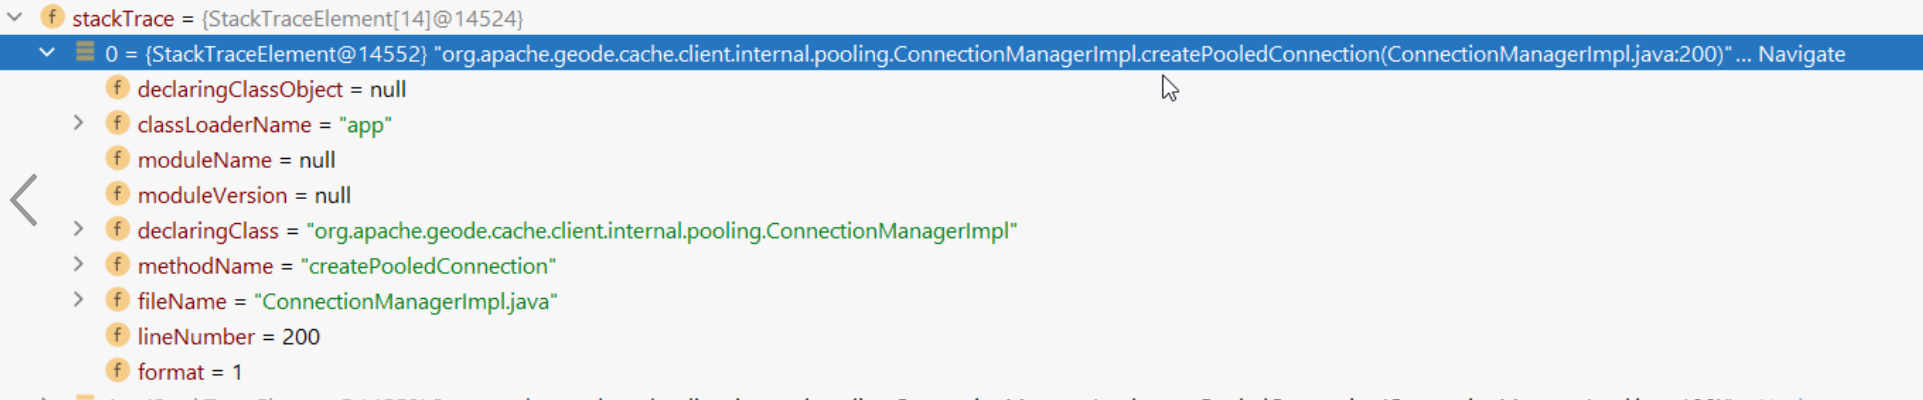 f stackTrace = {StackTraceElement[14]@14524}
0 = {StackTraceElement@14552} "org.apache.geode.cache.client.internal.pooling.ConnectionManagerImpl.createPooledConnection(ConnectionManagerImpl.java:200)"... Navigate
f declaringClassObject = null
f classLoaderName = "app"
f moduleName = null
f moduleVersion = null
f declaringClass = "org.apache.geode.cache.client.internal.pooling.ConnectionManagerImpl"
f methodName = "createPooledConnection"
f fileName = "ConnectionManagerImpl.java"
f lineNumber = 200
f format = 1